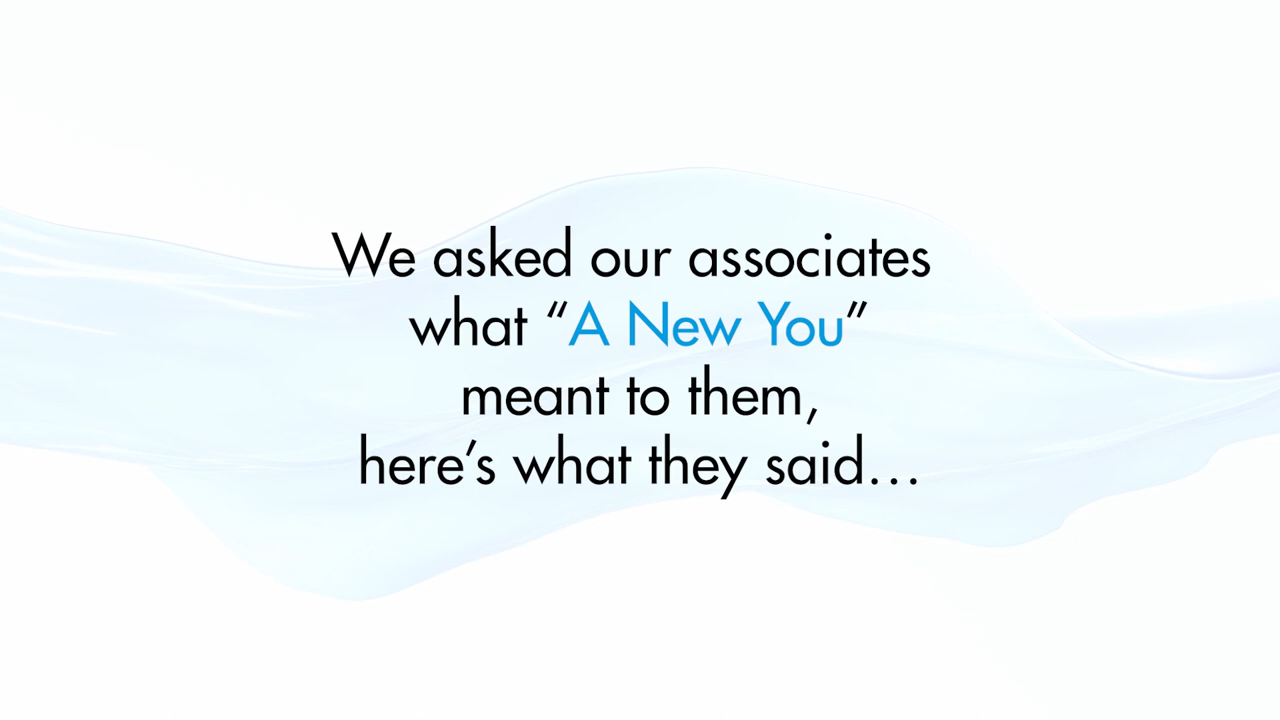 We asked our associates
what “A New You”
meant to them,
here’s what they said…